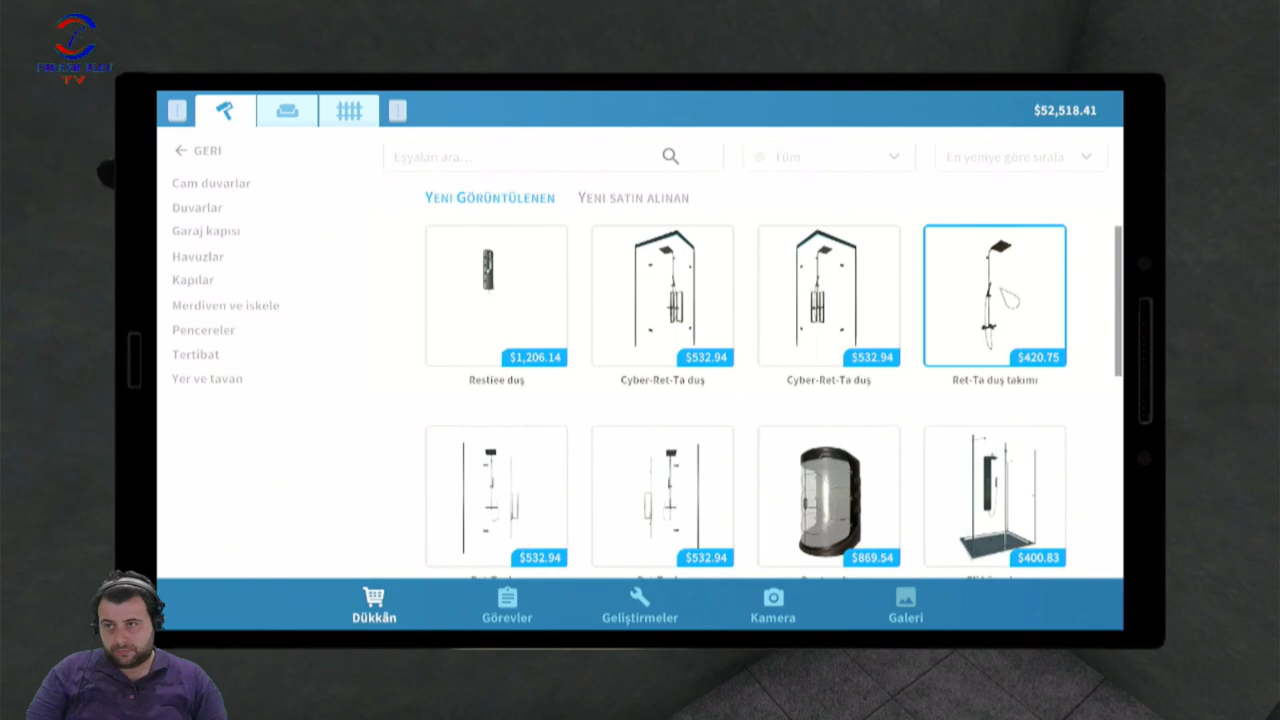 TV
$52,518.41
GERI
Eşyaları ara...
Tüm
En yeniye göre sırala
Cam duvarlar
Duvarlar
Garaj kapısı
Havuzlar
Kapılar
Merdiven ve iskele
Pencereler
Tertibat
Yer ve tavan
YENI GÖRÜNTÜLENEN
YENI SATIN ALINAN
$1,206.14
$532.94
$532.94
$420.75
Restiee duş
Cyber-Ret-Ta duş
Cyber-Ret-Ta duş
Ret-Ta duş takımı
$532.94
$532.94
$869.54
$400.83
Dükkân
Görevler
Geliştirmeler
Kamera
Galeri